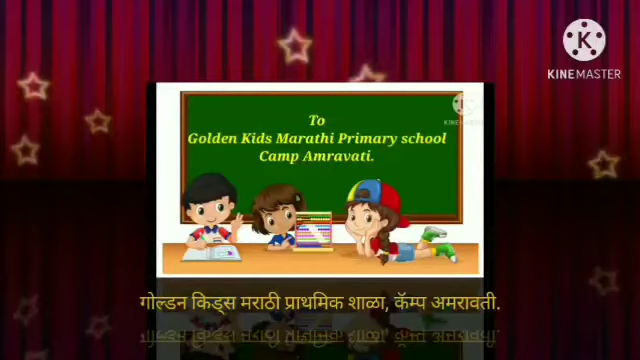 KINEMASTER
To
Golden Kids Marathi Primary school
Camp Amravati.
गोल्डन किड्स मराठी प्राथमिक शाळा, कॅम्प अमरावती.